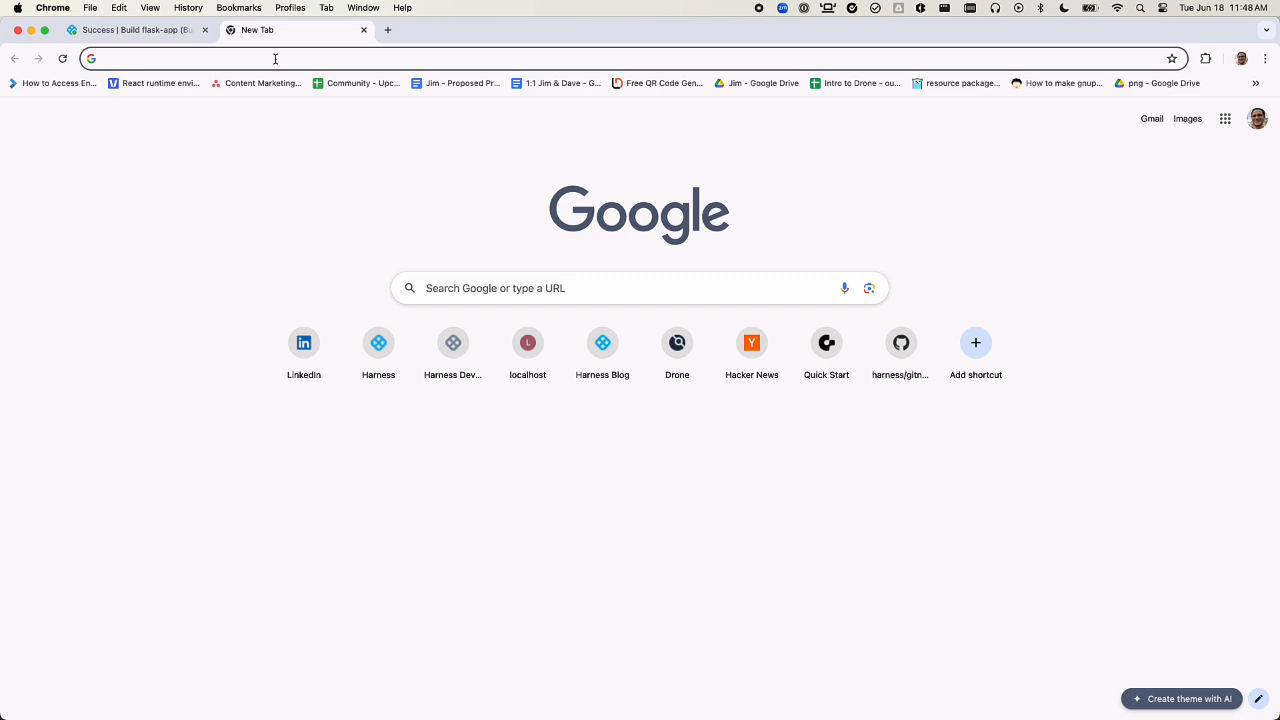 Chrome File Edit View History Bookmarks Profiles Tab Window Help Tue Jun 18 11:48 AM
Success | Build flask-app (Bu New Tab
How to Access En... React runtime envi... Content Marketing... Community - Upc... Jim - Proposed Pr... 1:1 Jim & Dave - G... Free QR Code Gen... Jim - Google Drive Intro to Drone - ou... resource package... How to make gnup... png - Google Drive
Gmail Images
Google
Search Google or type a URL
L Y
LinkedIn Harness Harness Dev... localhost Harness Blog Drone Hacker News Quick Start harness/gitn... Add shortcut
Create theme with AI